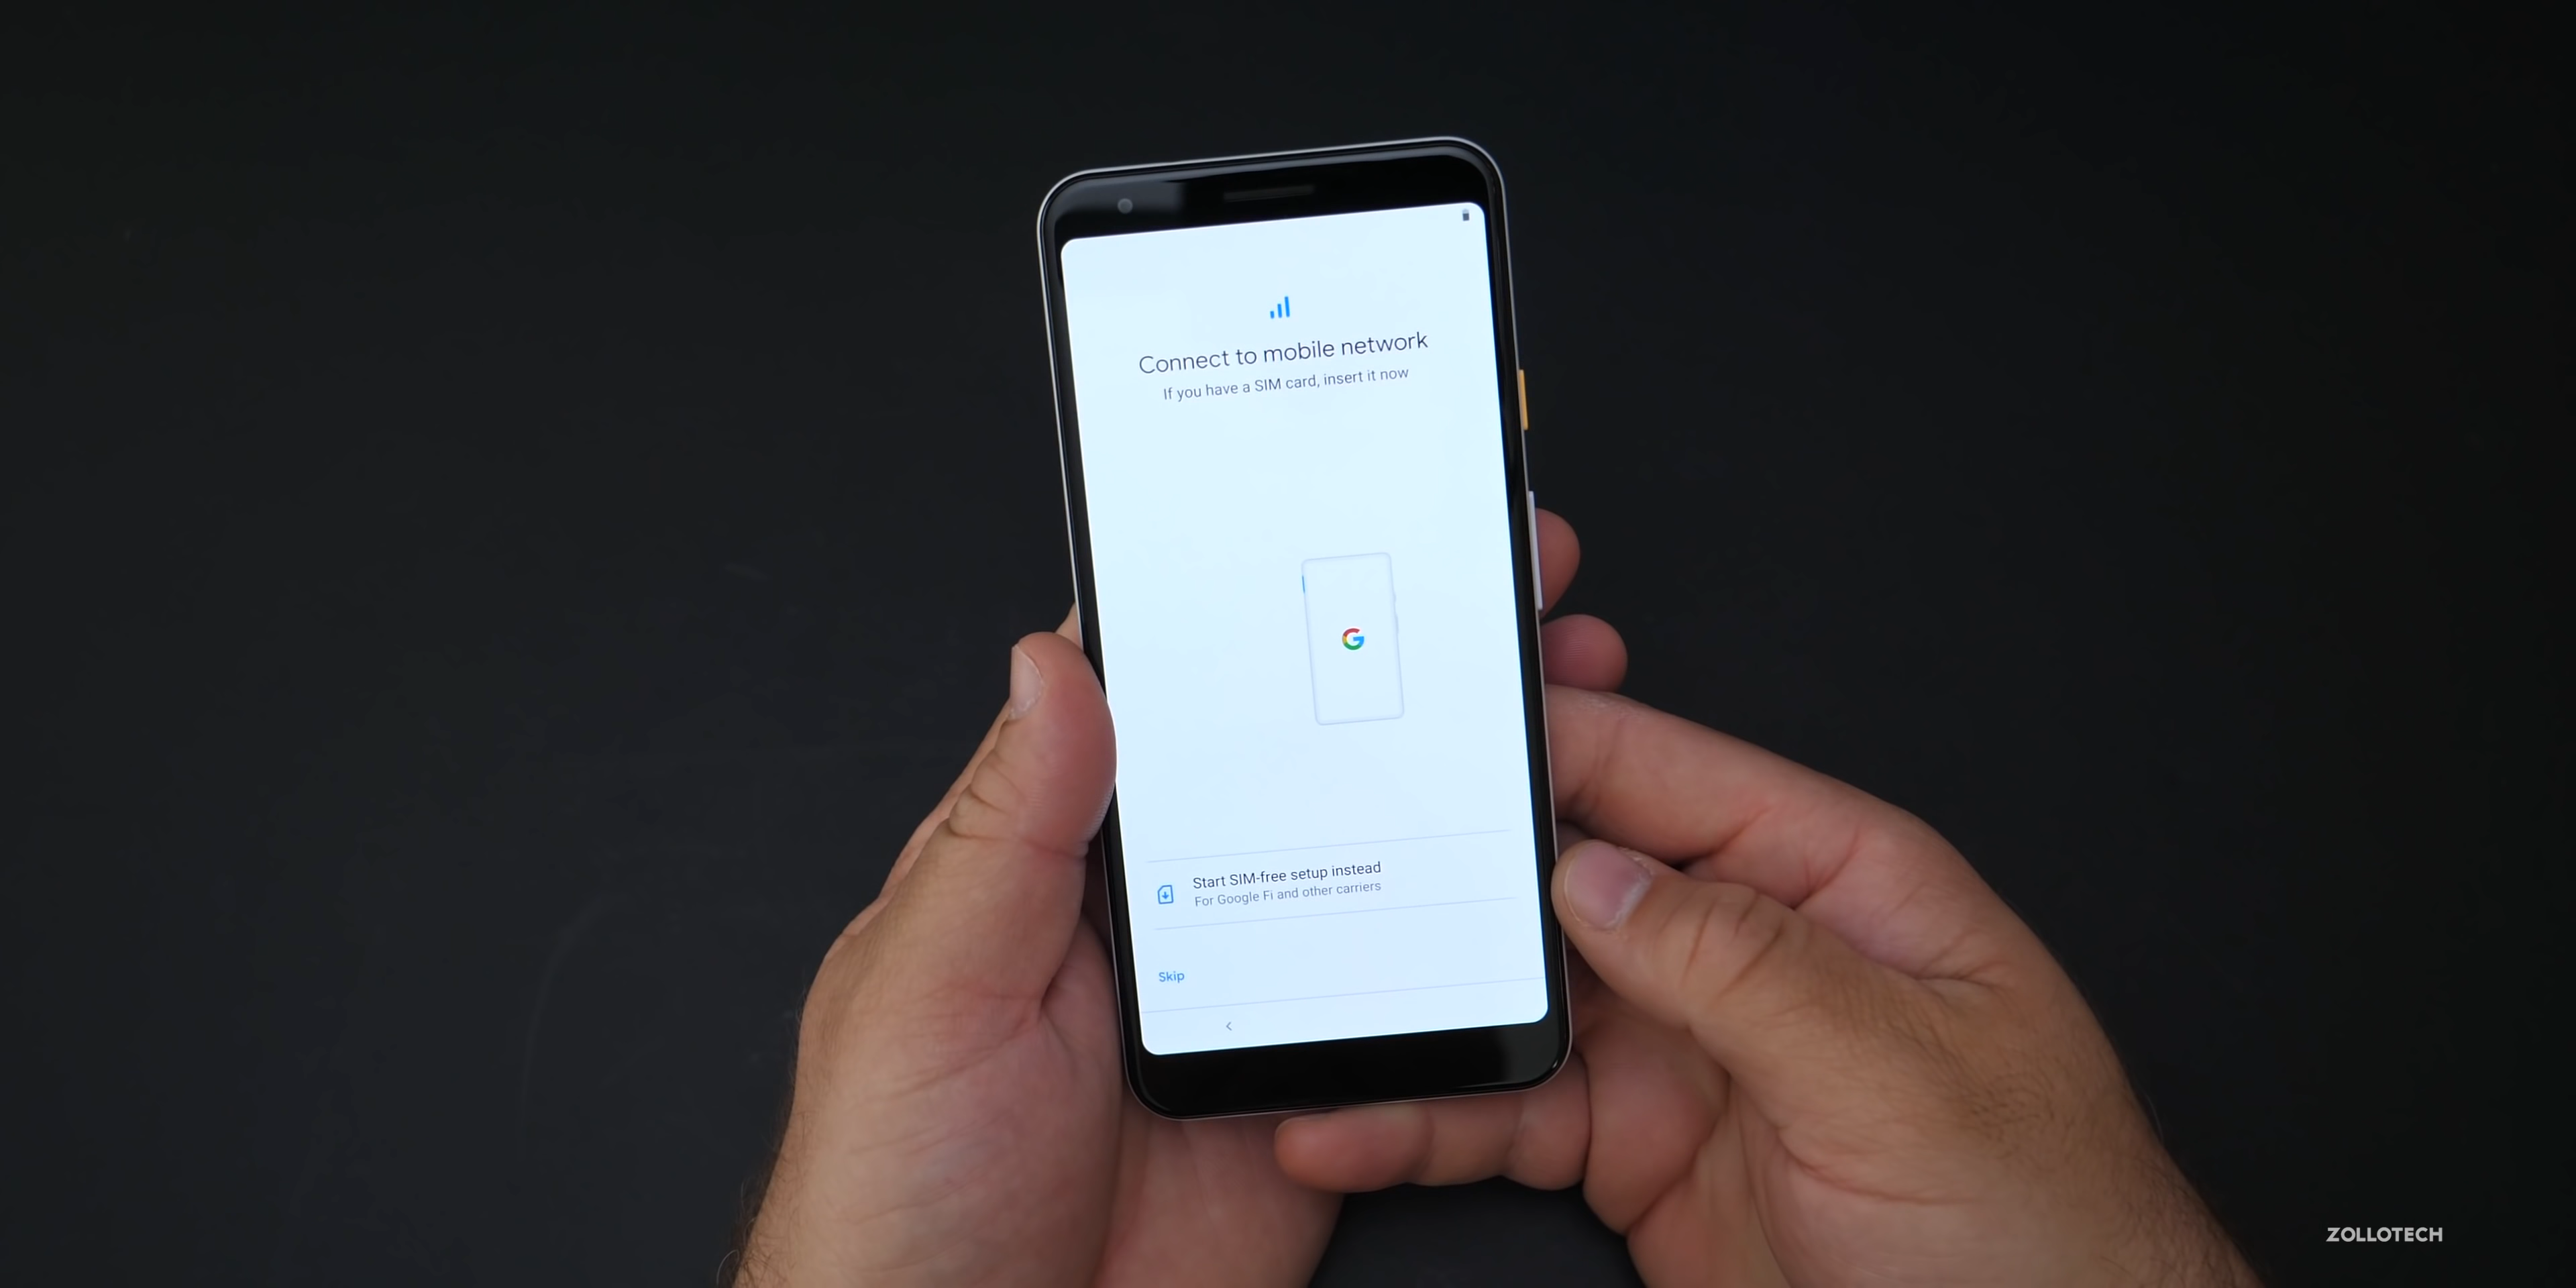 Connect to mobile network
If you have a SIM card, insert it now
G
Start SIM-free setup instead
For Google Fi and other carriers
Skip
ZOLLOTECH